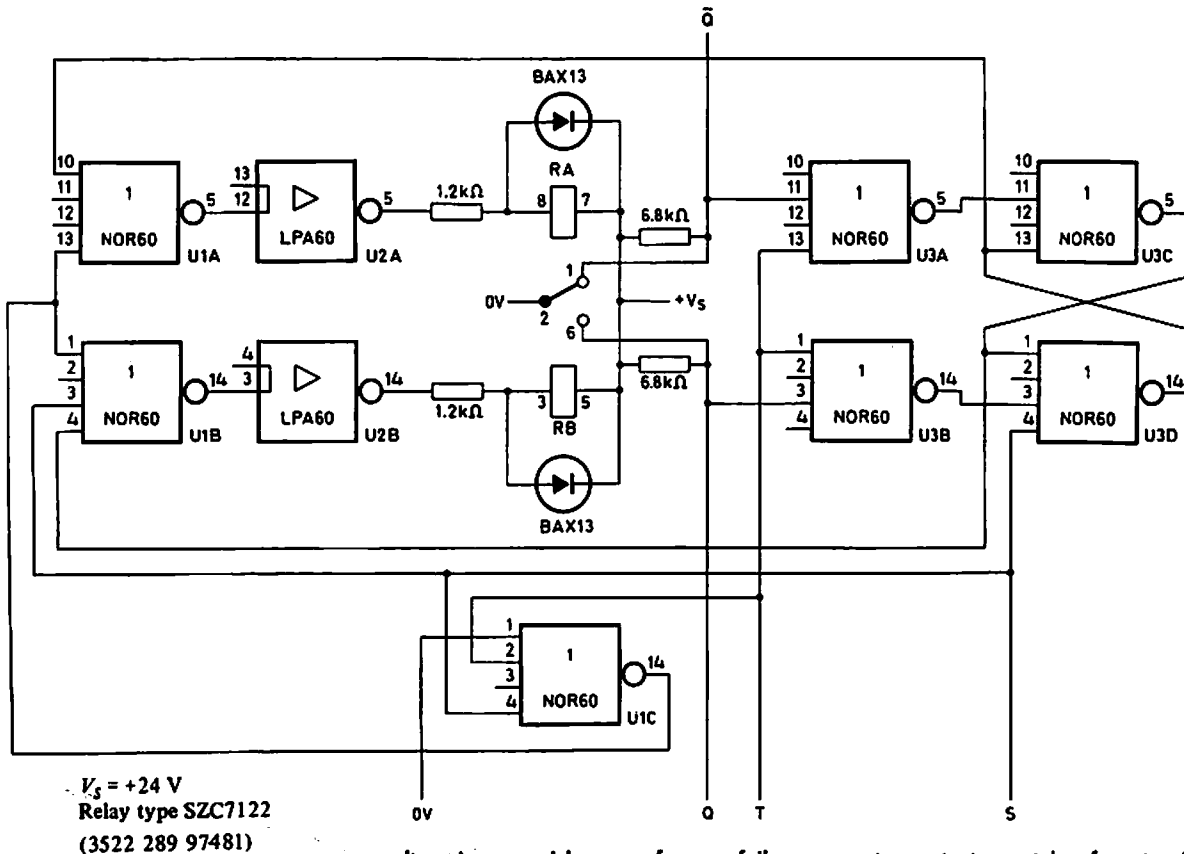 Q̄
BAX13
10
11
12
13
1
NOR60
5
U1A
13
12
LPA60
5
U2A
1.2kΩ
RA
8
7
6.8kΩ
10
11
12
13
1
NOR60
5
U3A
10
11
12
13
1
NOR60
5
U3C
0V
1
2
6
+Vs
1
2
3
4
1
NOR60
14
U1B
4
3
LPA60
14
U2B
1.2kΩ
3
5
RB
6.8kΩ
BAX13
1
2
3
4
1
NOR60
14
U3B
1
2
3
4
1
NOR60
14
U3D
1
2
3
4
1
NOR60
14
U1C
VS = +24 V
Relay type SZC7122
(3522 289 97481)
0V
Q
T
S